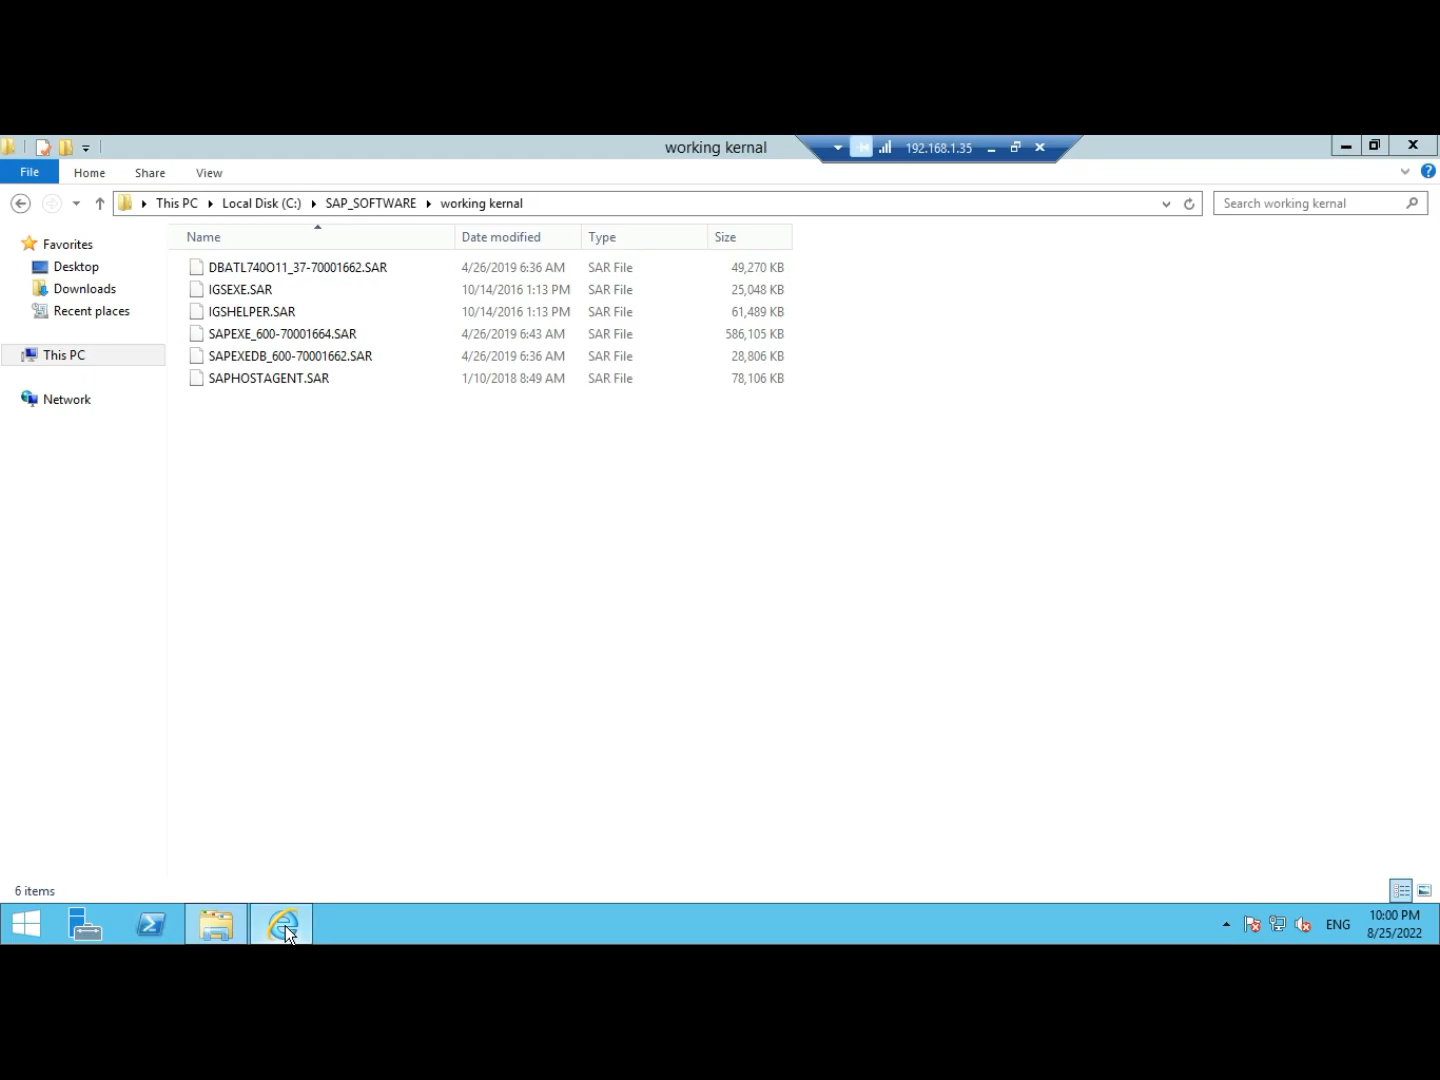 working kernal
192.168.1.35
File Home Share View
This PC Local Disk (C:) SAP_SOFTWARE working kernal
Search working kernal
Name Date modified Type Size
Favorites
Desktop
Downloads
Recent places
This PC
Network
DBATL740O11_37-70001662.SAR 4/26/2019 6:36 AM SAR File 49,270 KB
IGSEXE.SAR 10/14/2016 1:13 PM SAR File 25,048 KB
IGSHELPER.SAR 10/14/2016 1:13 PM SAR File 61,489 KB
SAPEXE_600-70001664.SAR 4/26/2019 6:43 AM SAR File 586,105 KB
SAPEXEDB_600-70001662.SAR 4/26/2019 6:36 AM SAR File 28,806 KB
SAPHOSTAGENT.SAR 1/10/2018 8:49 AM SAR File 78,106 KB
6 items
ENG
10:00 PM
8/25/2022